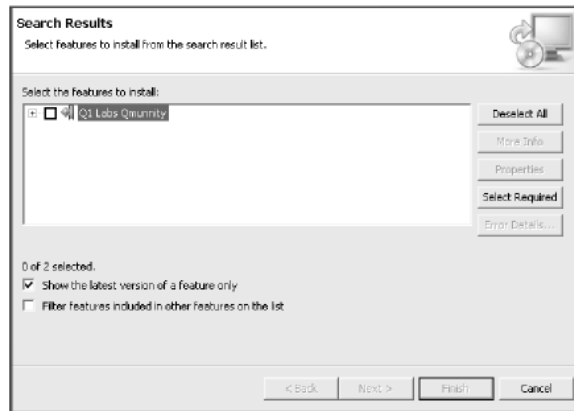 Search Results
Select features to install from the search result list.
Select the features to install:
Q1 Labs Qmunnity
Deselect All
More Info
Properties
Select Required
Error Details...
0 of 2 selected.
Show the latest version of a feature only
Filter features included in other features on the list
< Back
Next >
Finish
Cancel